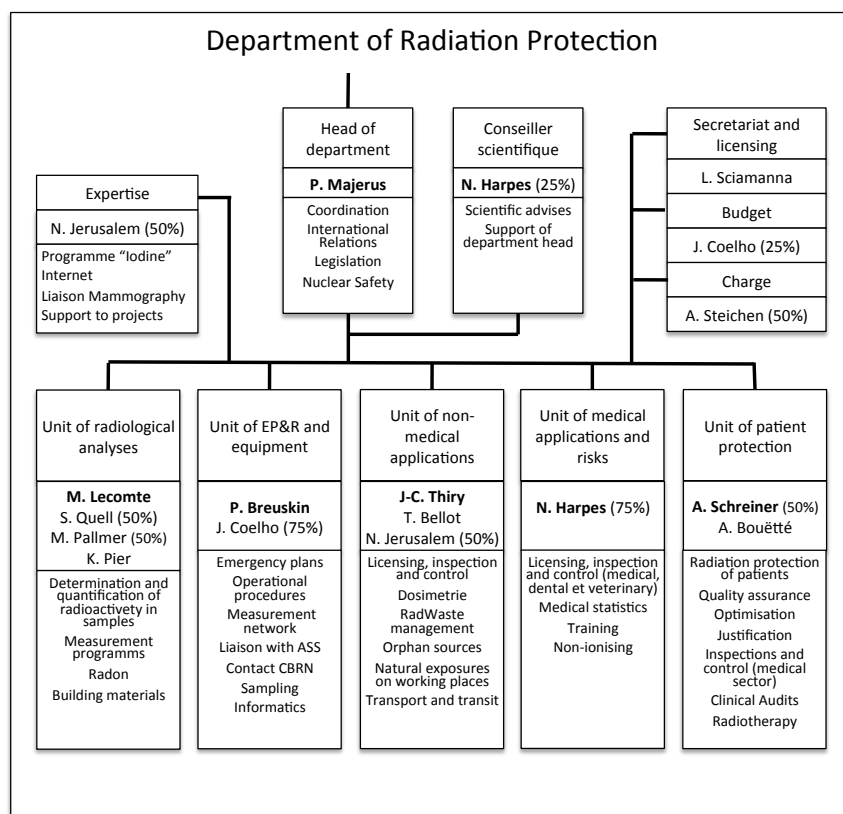 Department of Radiation Protection
Head of
department
P. Majerus
Coordination
International
Relations
Legislation
Nuclear Safety
Conseiller
scientifique
N. Harpes (25%)
Scientific advises
Support of
department head
Secretariat and
licensing
L. Sciamanna
Budget
J. Coelho (25%)
Charge
A. Steichen (50%)
Expertise
N. Jerusalem (50%)
Programme “Iodine”
Internet
Liaison Mammography
Support to projects
Unit of radiological
analyses
M. Lecomte
S. Quell (50%)
M. Pallmer (50%)
K. Pier
Determination and
quantification of
radioactivety in
samples
Measurement
programms
Radon
Building materials
Unit of EP&R and
equipment
P. Breuskin
J. Coelho (75%)
Emergency plans
Operational
procedures
Measurement
network
Liaison with ASS
Contact CBRN
Sampling
Informatics
Unit of non-
medical
applications
J-C. Thiry
T. Bellot
N. Jerusalem (50%)
Licensing, inspection
and control
Dosimetrie
RadWaste
management
Orphan sources
Natural exposures
on working places
Transport and transit
Unit of medical
applications and
risks
N. Harpes (75%)
Licensing, inspection
and control (medical,
dental et veterinary)
Medical statistics
Training
Non-ionising
Unit of patient
protection
A. Schreiner (50%)
A. Bouëtté
Radiation protection
of patients
Quality assurance
Optimisation
Justification
Inspections and
control (medical
sector)
Clinical Audits
Radiotherapy